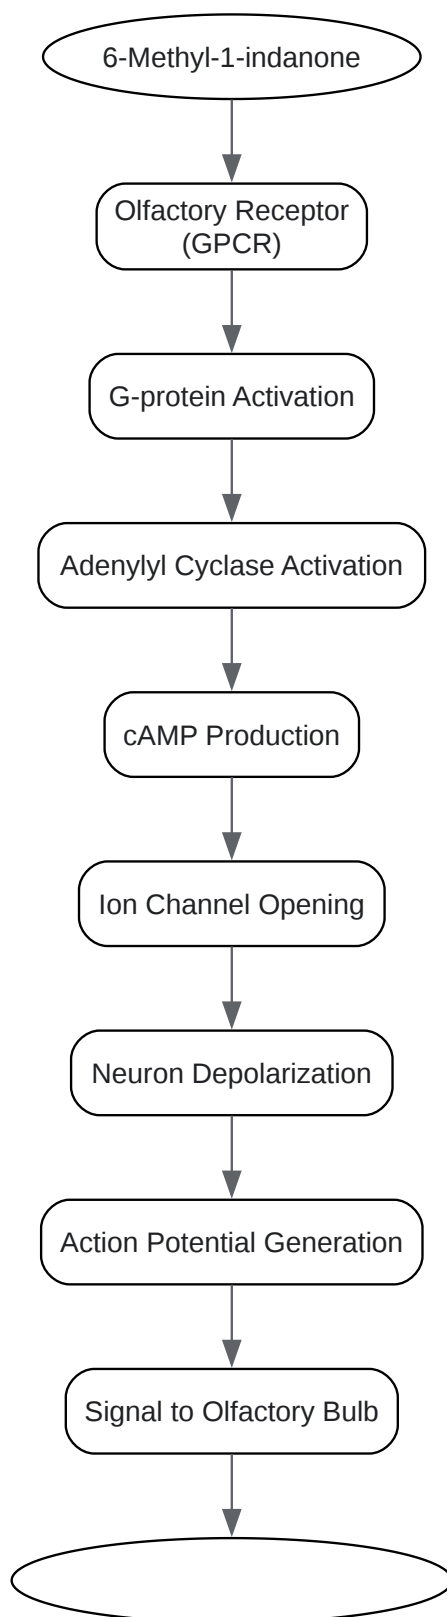 6-Methyl-1-indanone
Olfactory Receptor
(GPCR)
G-protein Activation
Adenylyl Cyclase Activation
cAMP Production
Ion Channel Opening
Neuron Depolarization
Action Potential Generation
Signal to Olfactory Bulb